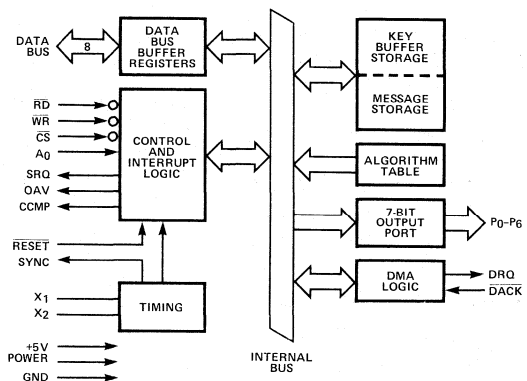 DATA
BUS
8
DATA
BUS
BUFFER
REGISTERS
RD
WR
CS
A0
SRQ
OAV
CCMP
CONTROL
AND
INTERRUPT
LOGIC
RESET
SYNC
X1
X2
TIMING
+5V
POWER
GND
INTERNAL
BUS
KEY
BUFFER
STORAGE
MESSAGE
STORAGE
ALGORITHM
TABLE
7-BIT
OUTPUT
PORT
P0–P6
DMA
LOGIC
DRQ
DACK